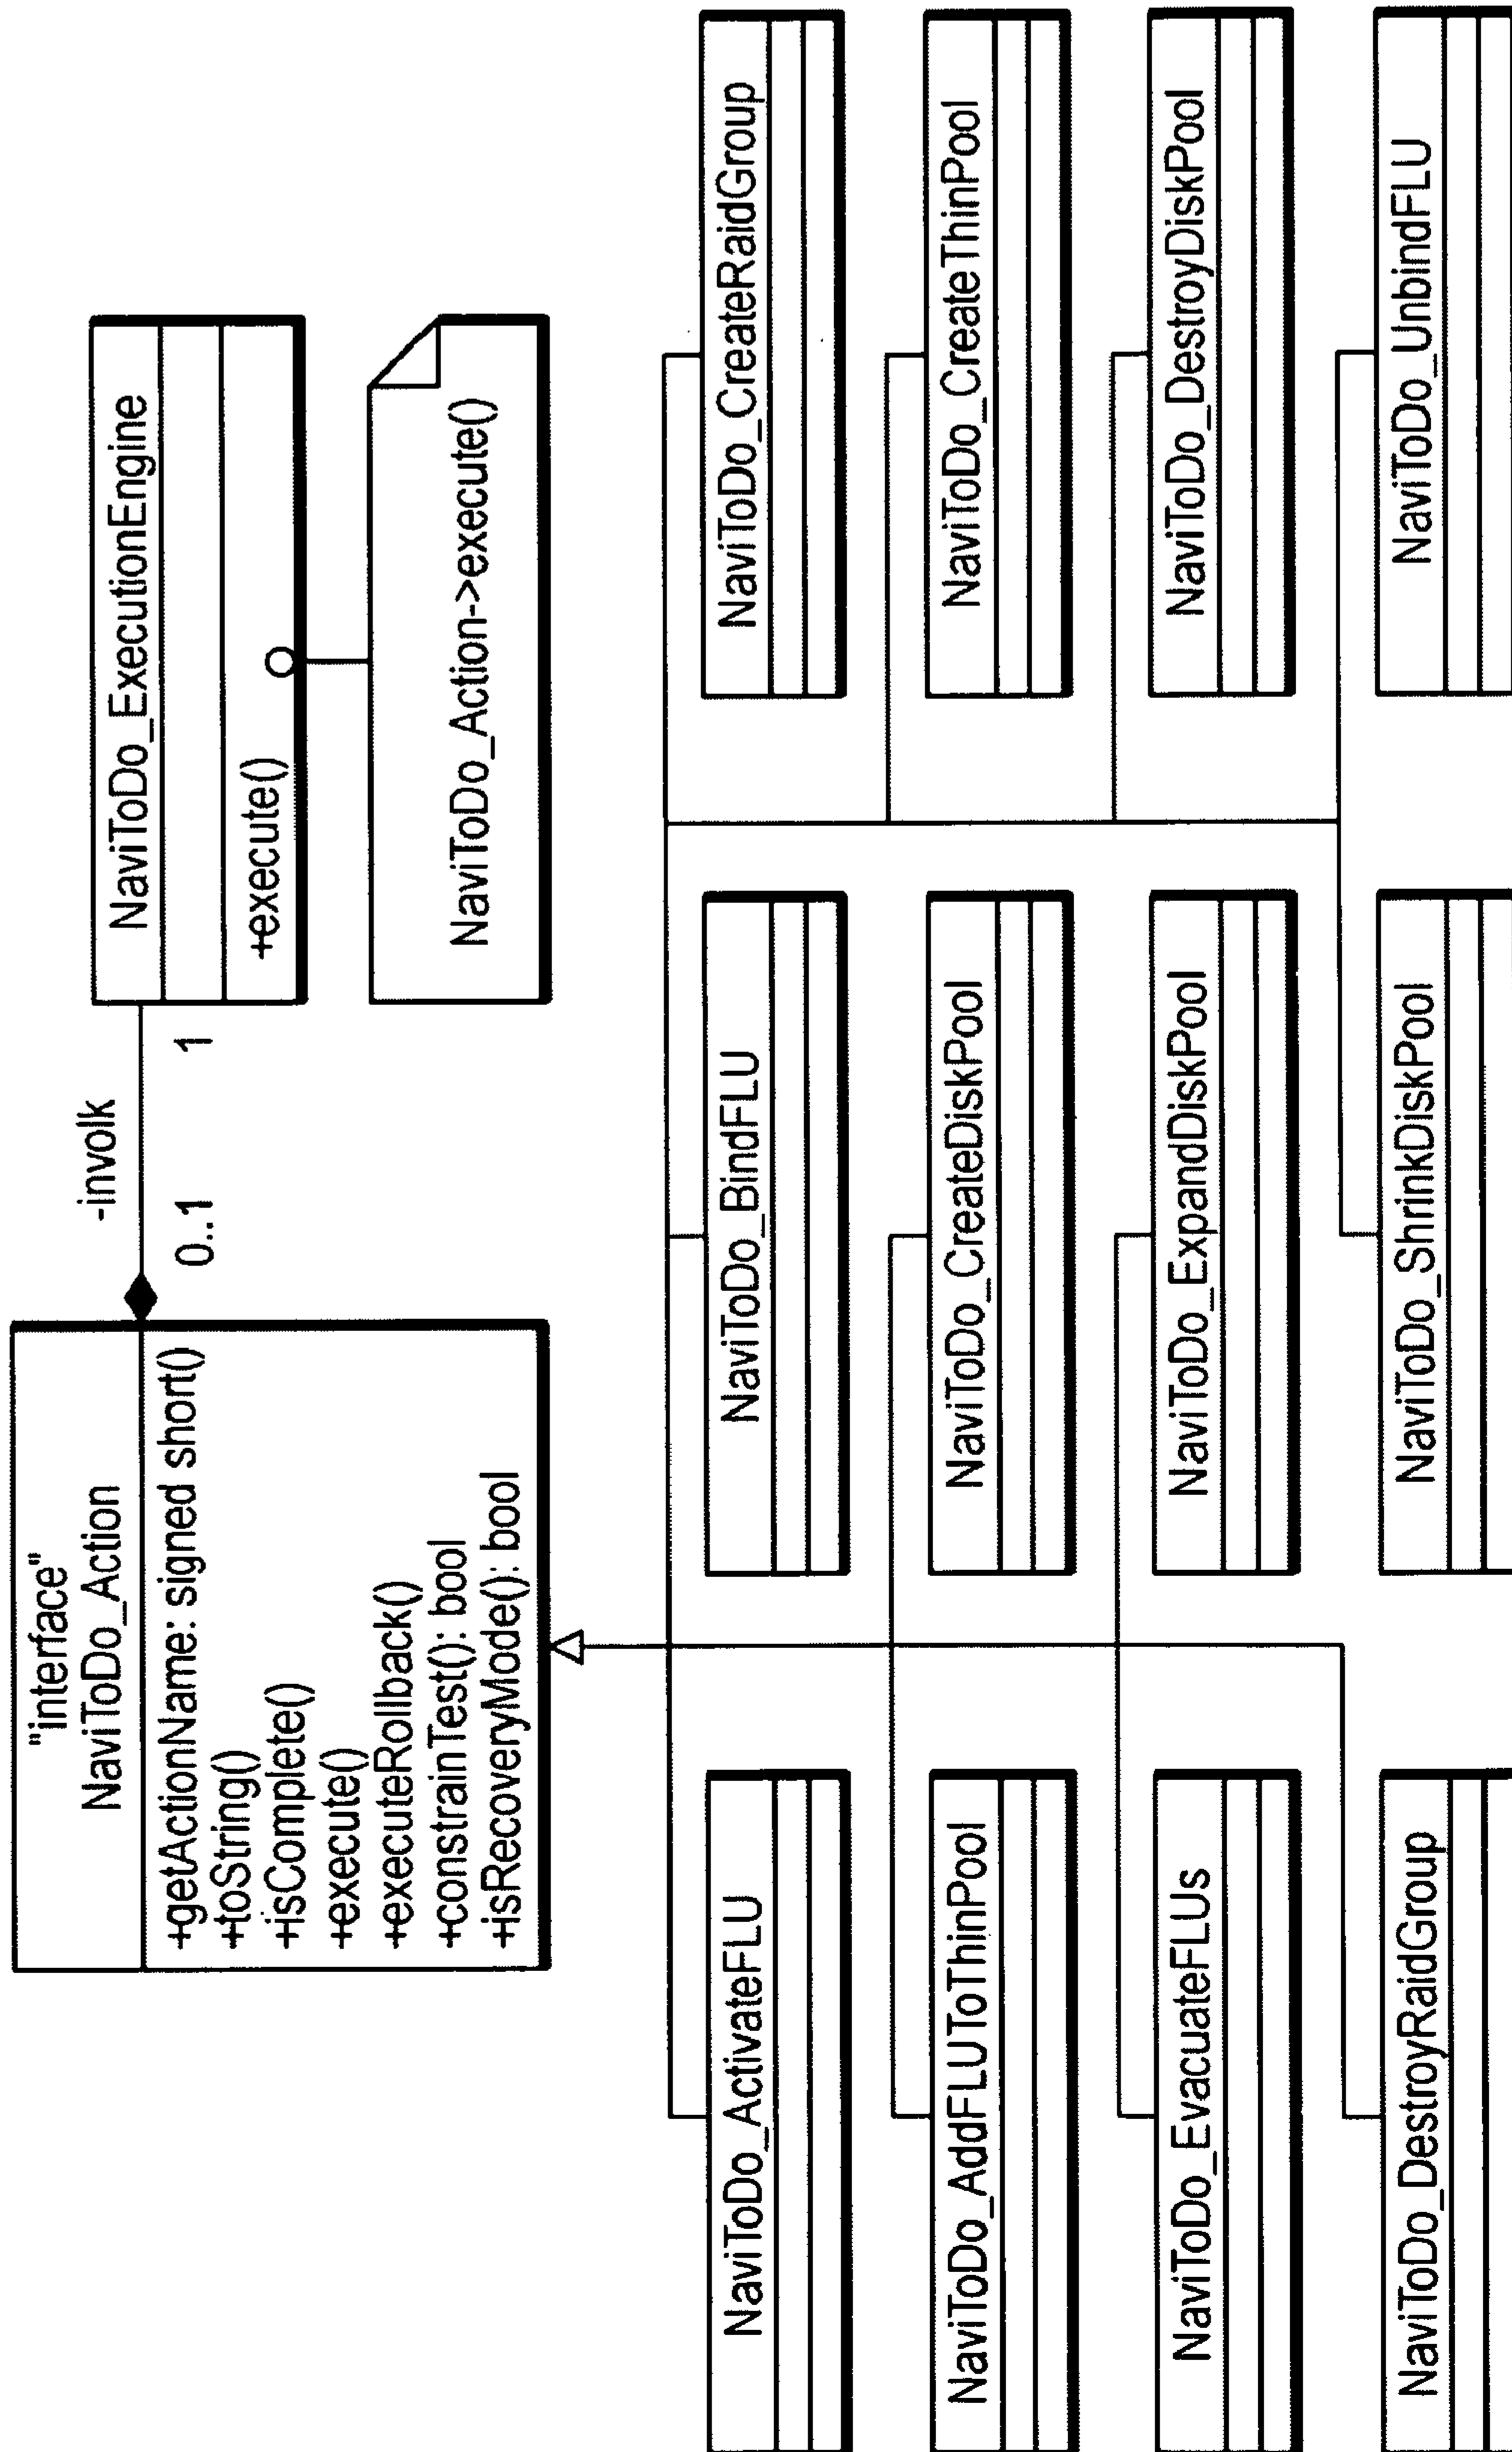 "interface"
NaviToDo_Action
+getActionName: signed short()
+toString()
+isComplete()
+execute()
+executeRollback()
+constrainTest(): bool
+isRecoveryMode(): bool
-involk
0..1
1
NaviToDo_ExecutionEngine
+execute()
NaviToDo_Action->execute()
NaviToDo_ActivateFLU
NaviToDo_BindFLU
NaviToDo_CreateRaidGroup
NaviToDo_AddFLUToThinPool
NaviToDo_CreateDiskPool
NaviToDo_CreateThinPool
NaviToDo_EvacuateFLUs
NaviToDo_ExpandDiskPool
NaviToDo_DestroyDiskPool
NaviToDo_DestroyRaidGroup
NaviToDo_ShrinkDiskPool
NaviToDo_UnbindFLU